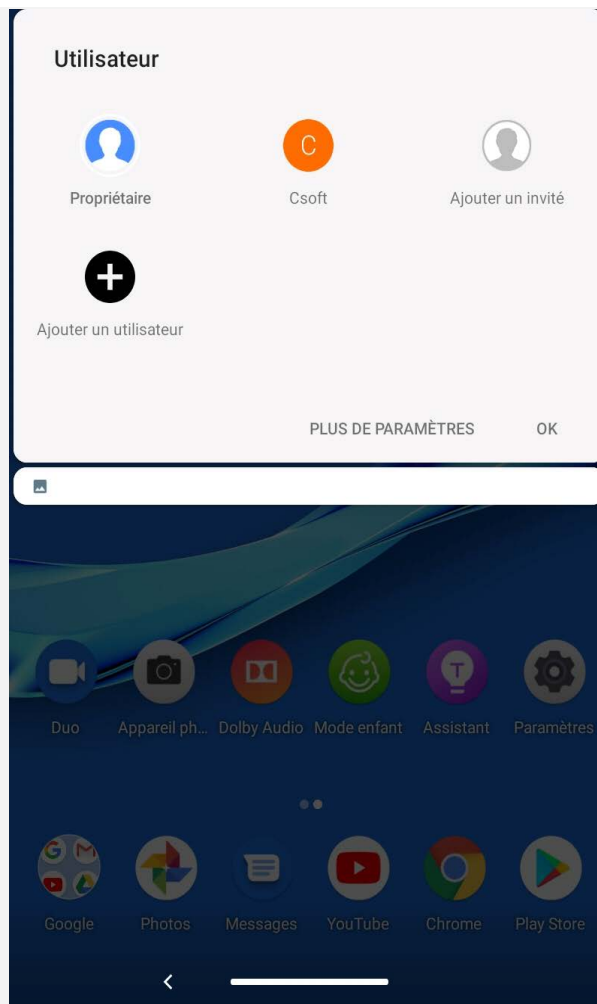 Utilisateur
C
Propriétaire Csoft Ajouter un invité
Ajouter un utilisateur
PLUS DE PARAMÈTRES OK
T
Duo Appareil ph... Dolby Audio Mode enfant Assistant Paramètres
G M
Google Photos Messages YouTube Chrome Play Store